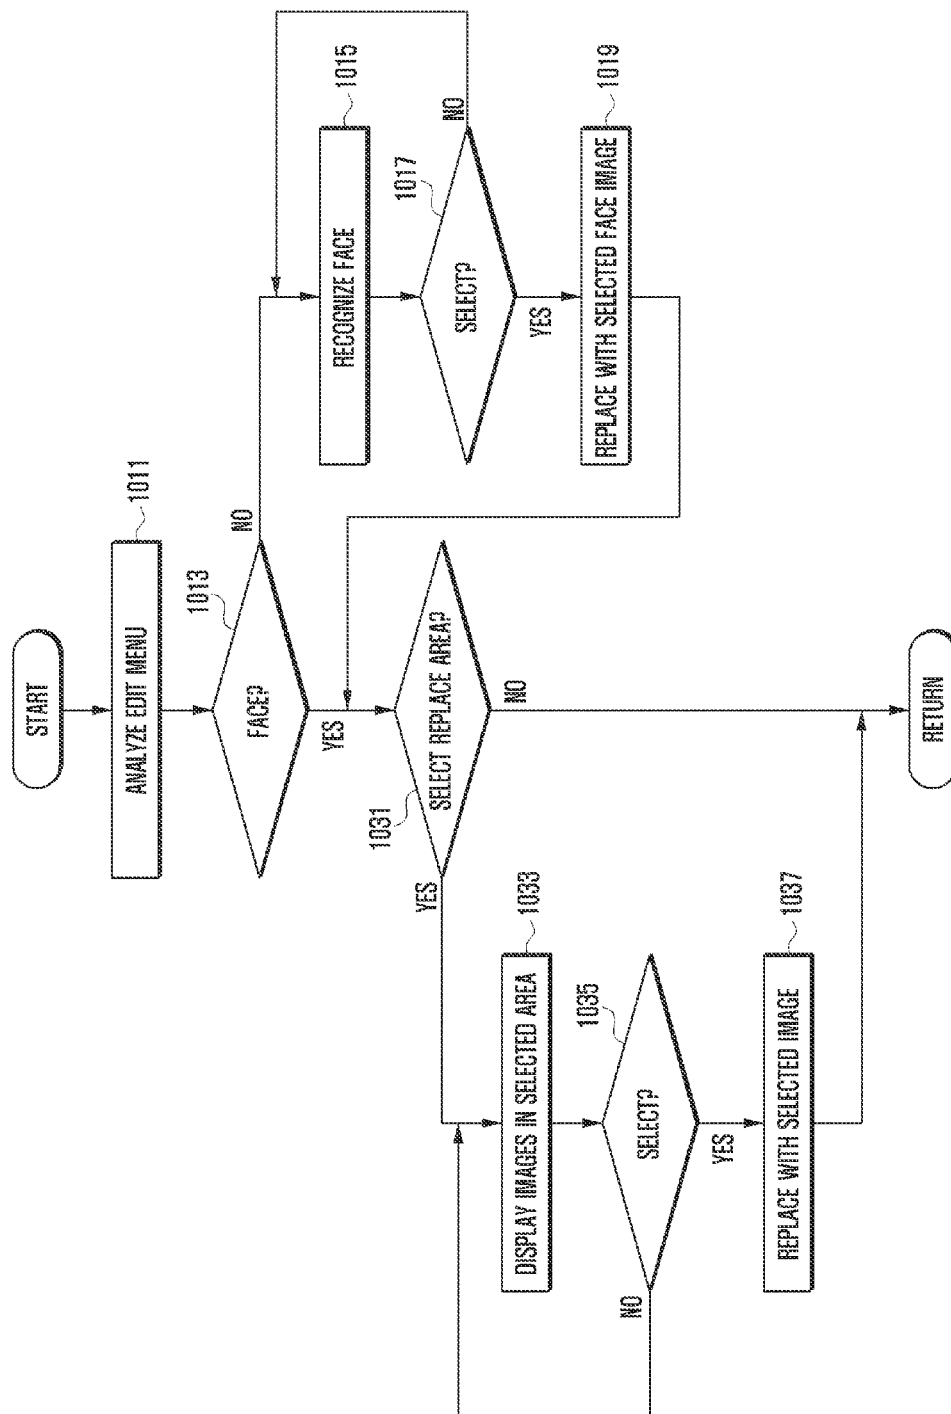 START
ANALYZE EDIT MENU
1011
FACE?
1013
NO
YES
RECOGNIZE FACE
1015
SELECT?
1017
NO
YES
REPLACE WITH SELECTED FACE IMAGE
1019
SELECT REPLACE AREA?
1031
YES
NO
DISPLAY IMAGES IN SELECTED AREA
1033
SELECT?
1035
NO
YES
REPLACE WITH SELECTED IMAGE
1037
RETURN